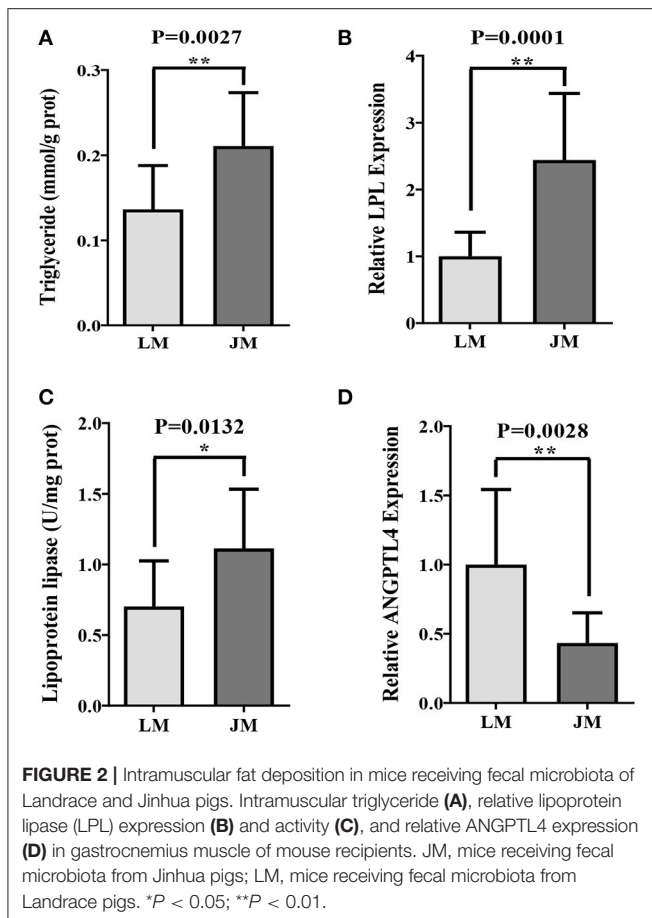 A
P=0.0027
**
Triglyceride (mmol/g prot)
0.3
0.2
0.1
0.0
LM JM
B
P=0.0001
**
Relative LPL Expression
4
3
2
1
0
LM JM
C
P=0.0132
*
Lipoprotein lipase (U/mg prot)
2.0
1.5
1.0
0.5
0.0
LM JM
D
P=0.0028
**
Relative ANGPTL4 Expression
2.0
1.5
1.0
0.5
0.0
LM JM
FIGURE 2 | Intramuscular fat deposition in mice receiving fecal microbiota of
Landrace and Jinhua pigs. Intramuscular triglyceride (A), relative lipoprotein
lipase (LPL) expression (B) and activity (C), and relative ANGPTL4 expression
(D) in gastrocnemius muscle of mouse recipients. JM, mice receiving fecal
microbiota from Jinhua pigs; LM, mice receiving fecal microbiota from
Landrace pigs. *P < 0.05; **P < 0.01.